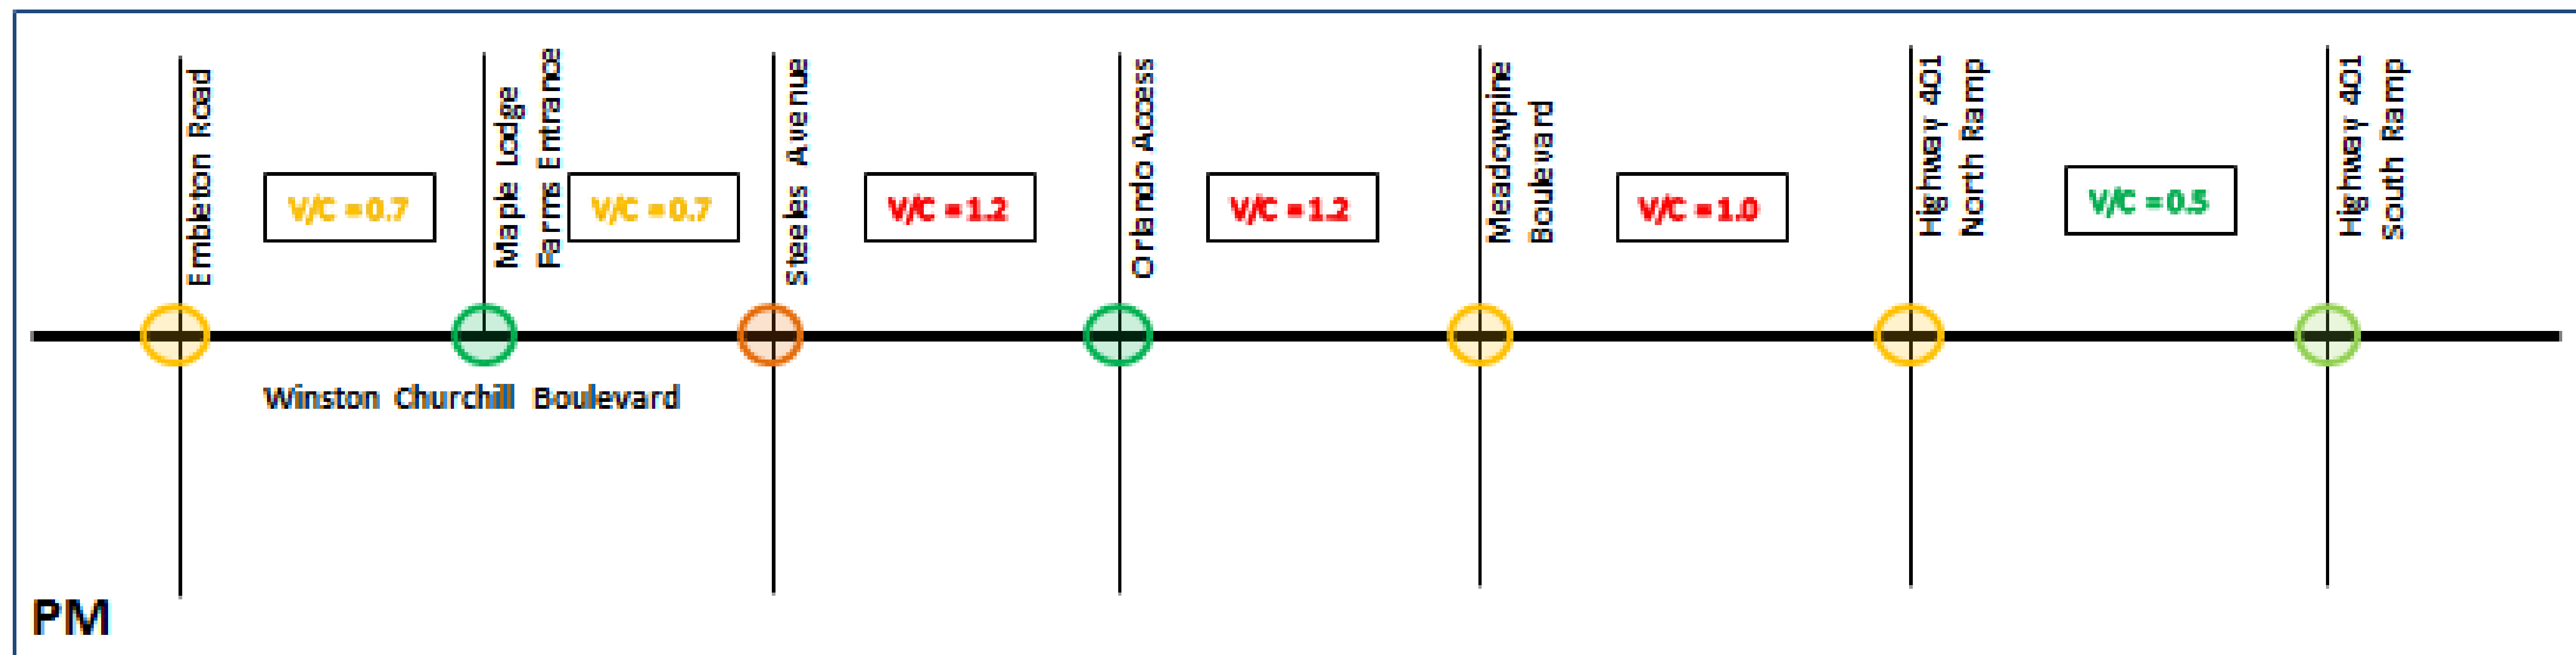 Embleton Road
V/C = 0.7
Maple Lodge
Farms Entrance
V/C = 0.7
Steeles Avenue
V/C = 1.2
Orlando Access
V/C = 1.2
Meadowpine
Boulevard
V/C = 1.0
Highway 401
North Ramp
V/C = 0.5
Highway 401
South Ramp
Winston Churchill Boulevard
PM